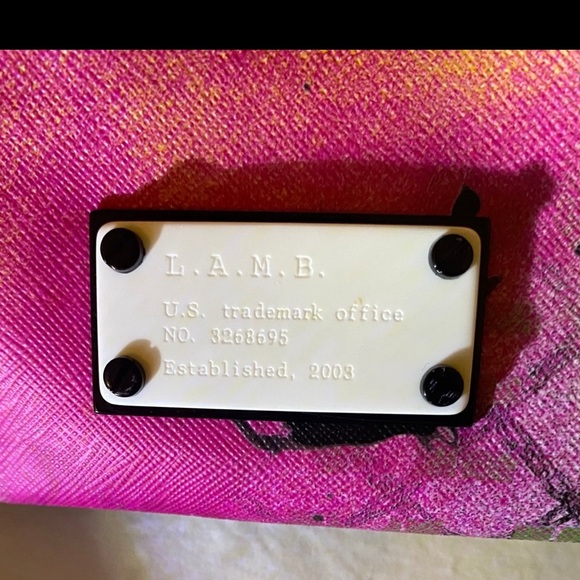 L.A.M.B.
U.S. trademark office
NO. 3268695
Established, 2003